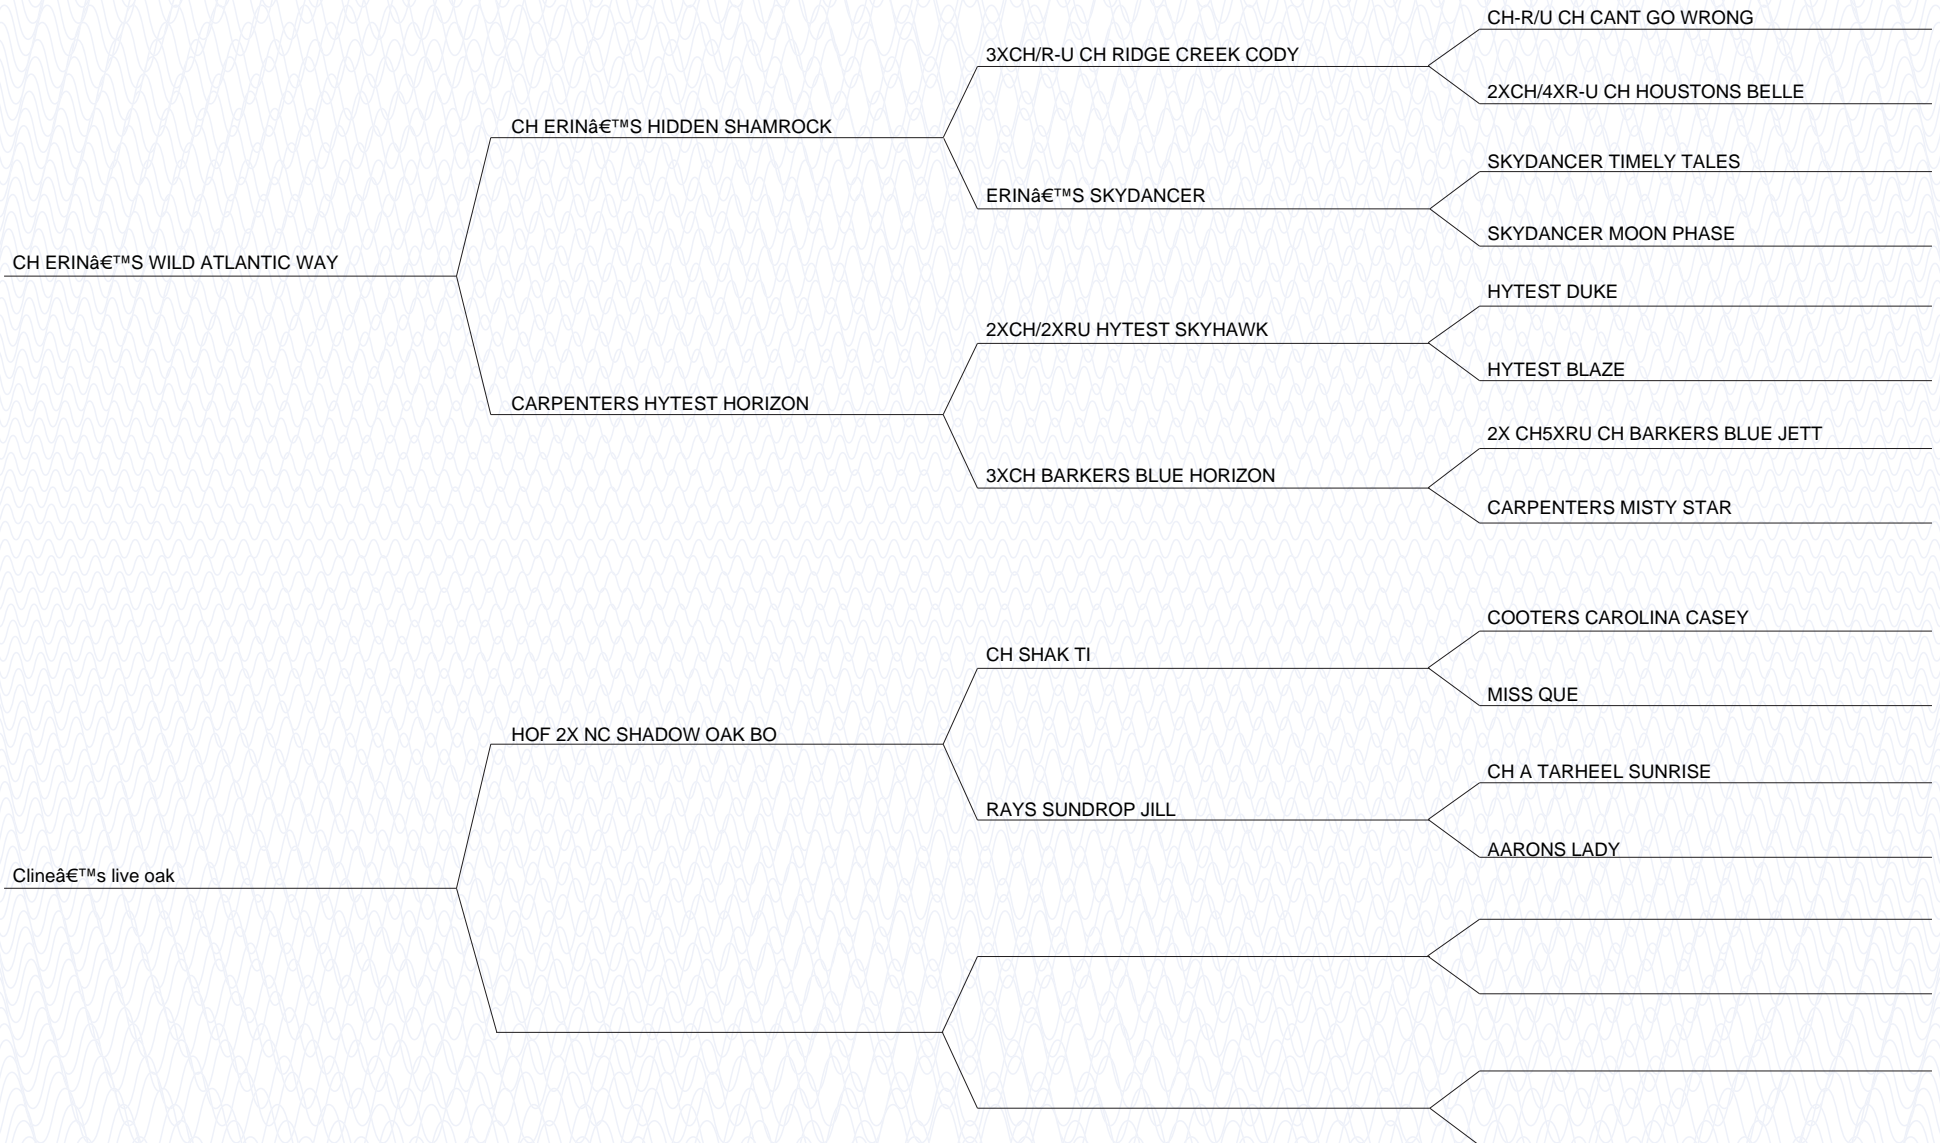 CH-R/U CH CANT GO WRONG
3XCH/R-U CH RIDGE CREEK CODY
2XCH/4XR-U CH HOUSTONS BELLE
CH ERINâ€™S HIDDEN SHAMROCK
SKYDANCER TIMELY TALES
ERINâ€™S SKYDANCER
SKYDANCER MOON PHASE
CH ERINâ€™S WILD ATLANTIC WAY
HYTEST DUKE
2XCH/2XRU HYTEST SKYHAWK
HYTEST BLAZE
CARPENTERS HYTEST HORIZON
2X CH5XRU CH BARKERS BLUE JETT
3XCH BARKERS BLUE HORIZON
CARPENTERS MISTY STAR
COOTERS CAROLINA CASEY
CH SHAK TI
MISS QUE
HOF 2X NC SHADOW OAK BO
CH A TARHEEL SUNRISE
RAYS SUNDROP JILL
AARONS LADY
Clineâ€™s live oak